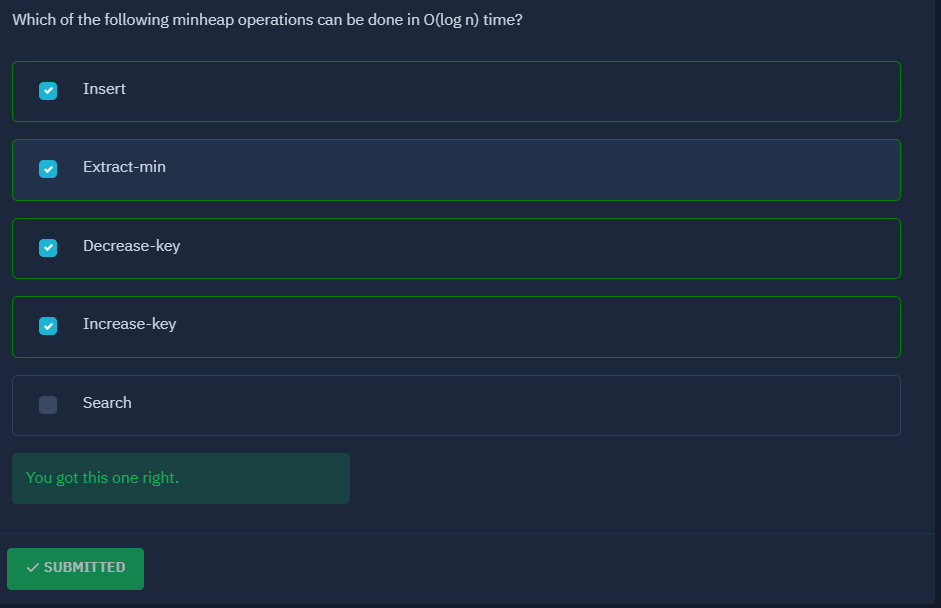 Which of the following minheap operations can be done in O(log n) time?
Insert
Extract-min
Decrease-key
Increase-key
Search
You got this one right.
SUBMITTED